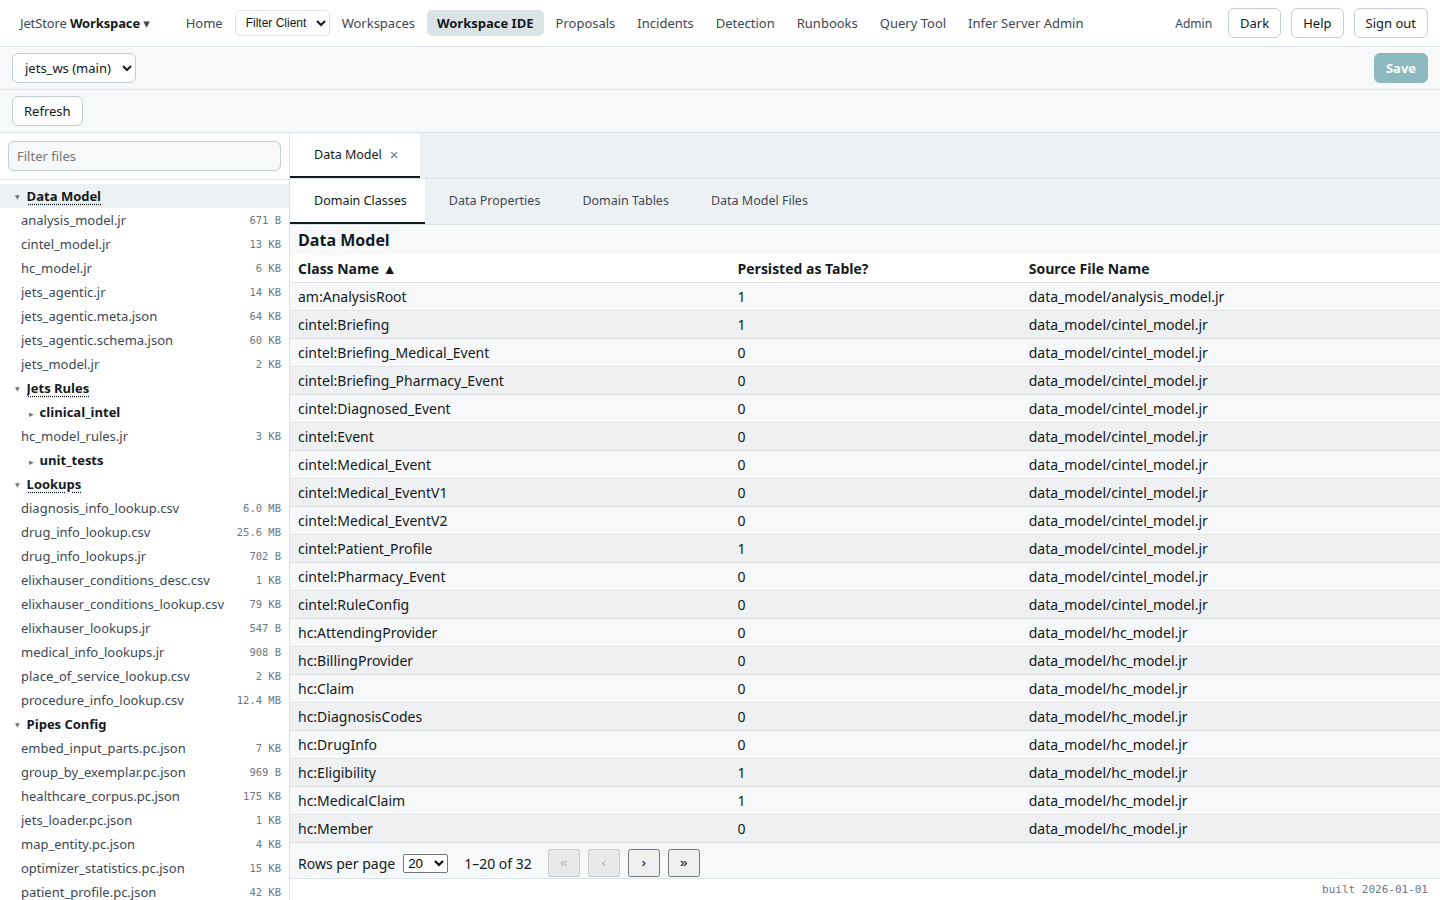 JetStore Workspace ▾ Home Filter Client Workspaces Workspace IDE Proposals Incidents Detection Runbooks Query Tool Infer Server Admin Admin Dark Help Sign out
jets_ws (main) Save
Refresh
Filter files
▾ Data Model
analysis_model.jr 671 B
cintel_model.jr 13 KB
hc_model.jr 6 KB
jets_agentic.jr 14 KB
jets_agentic.meta.json 64 KB
jets_agentic.schema.json 60 KB
jets_model.jr 2 KB
▾ Jets Rules
▸ clinical_intel
hc_model_rules.jr 3 KB
▸ unit_tests
▾ Lookups
diagnosis_info_lookup.csv 6.0 MB
drug_info_lookup.csv 25.6 MB
drug_info_lookups.jr 702 B
elixhauser_conditions_desc.csv 1 KB
elixhauser_conditions_lookup.csv 79 KB
elixhauser_lookups.jr 547 B
medical_info_lookups.jr 908 B
place_of_service_lookup.csv 2 KB
procedure_info_lookup.csv 12.4 MB
▾ Pipes Config
embed_input_parts.pc.json 7 KB
group_by_exemplar.pc.json 969 B
healthcare_corpus.pc.json 175 KB
jets_loader.pc.json 1 KB
map_entity.pc.json 4 KB
optimizer_statistics.pc.json 15 KB
patient_profile.pc.json 42 KB
Data Model ×
Domain Classes Data Properties Domain Tables Data Model Files
Data Model
Class Name ▲ Persisted as Table? Source File Name
am:AnalysisRoot 1 data_model/analysis_model.jr
cintel:Briefing 1 data_model/cintel_model.jr
cintel:Briefing_Medical_Event 0 data_model/cintel_model.jr
cintel:Briefing_Pharmacy_Event 0 data_model/cintel_model.jr
cintel:Diagnosed_Event 0 data_model/cintel_model.jr
cintel:Event 0 data_model/cintel_model.jr
cintel:Medical_Event 0 data_model/cintel_model.jr
cintel:Medical_EventV1 0 data_model/cintel_model.jr
cintel:Medical_EventV2 0 data_model/cintel_model.jr
cintel:Patient_Profile 1 data_model/cintel_model.jr
cintel:Pharmacy_Event 0 data_model/cintel_model.jr
cintel:RuleConfig 0 data_model/cintel_model.jr
hc:AttendingProvider 0 data_model/hc_model.jr
hc:BillingProvider 0 data_model/hc_model.jr
hc:Claim 0 data_model/hc_model.jr
hc:DiagnosisCodes 0 data_model/hc_model.jr
hc:DrugInfo 0 data_model/hc_model.jr
hc:Eligibility 1 data_model/hc_model.jr
hc:MedicalClaim 1 data_model/hc_model.jr
hc:Member 0 data_model/hc_model.jr
Rows per page 20 1–20 of 32 « ‹ › »
built 2026-01-01